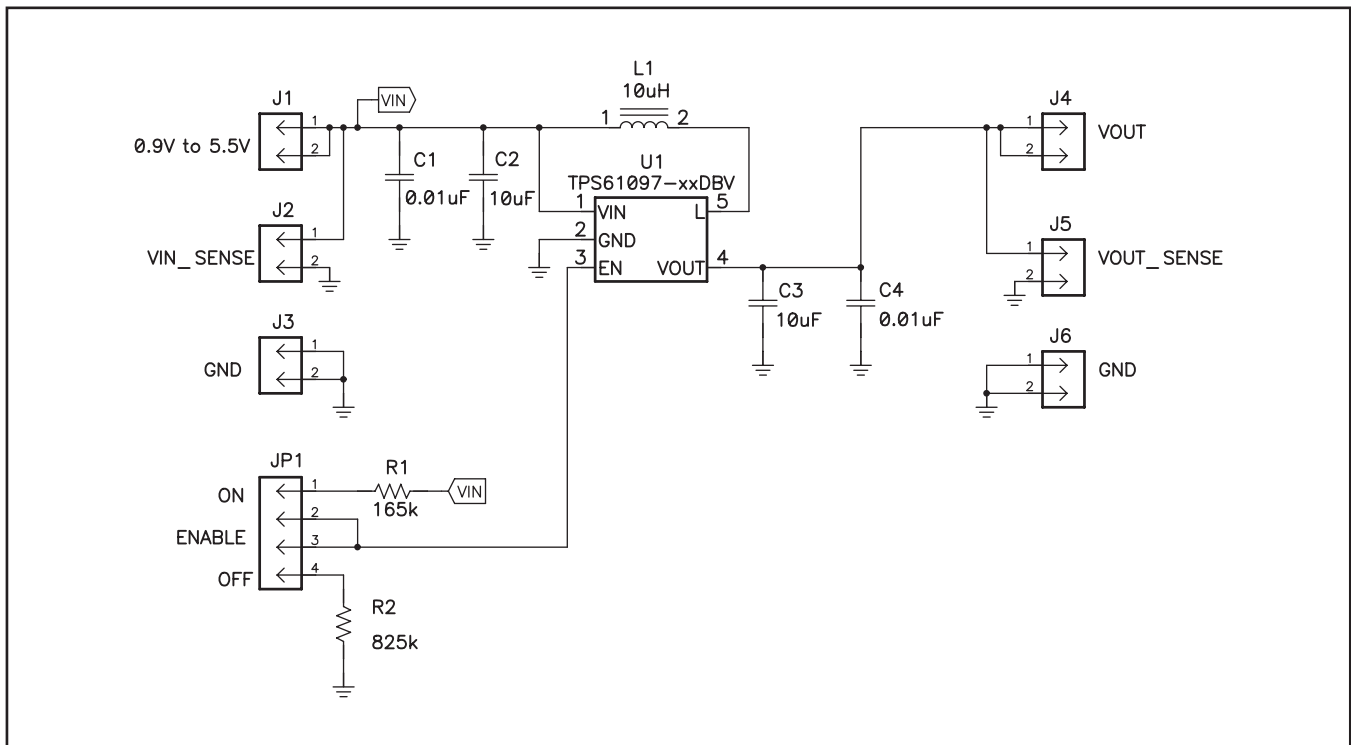 L1
10uH
1 2
VIN
J1
1
2
0.9V to 5.5V
C1
0.01uF
C2
10uF
U1
TPS61097-xxDBV
1 VIN
2 GND
3 EN
L 5
VOUT 4
J4
1
2
VOUT
J2
1
2
VIN_SENSE
J5
1
2
VOUT_SENSE
C3
10uF
C4
0.01uF
J3
1
2
GND
J6
1
2
GND
JP1
ON
1
2
ENABLE
3
OFF
4
R1
165k
VIN
R2
825k